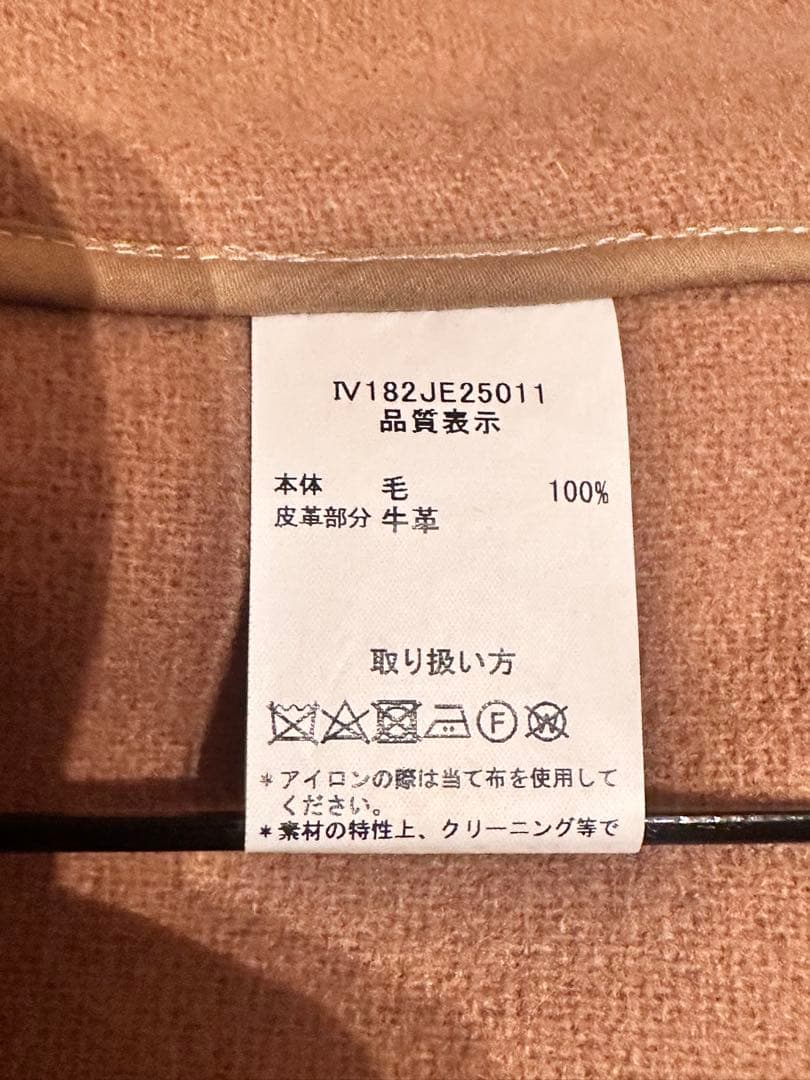 Ⅳ182JE25011
品質表示
本体 毛 100%
皮革部分 牛革
取り扱い方
F W
*アイロンの際は当て布を使用して
ください。
*素材の特性上、クリーニング等で